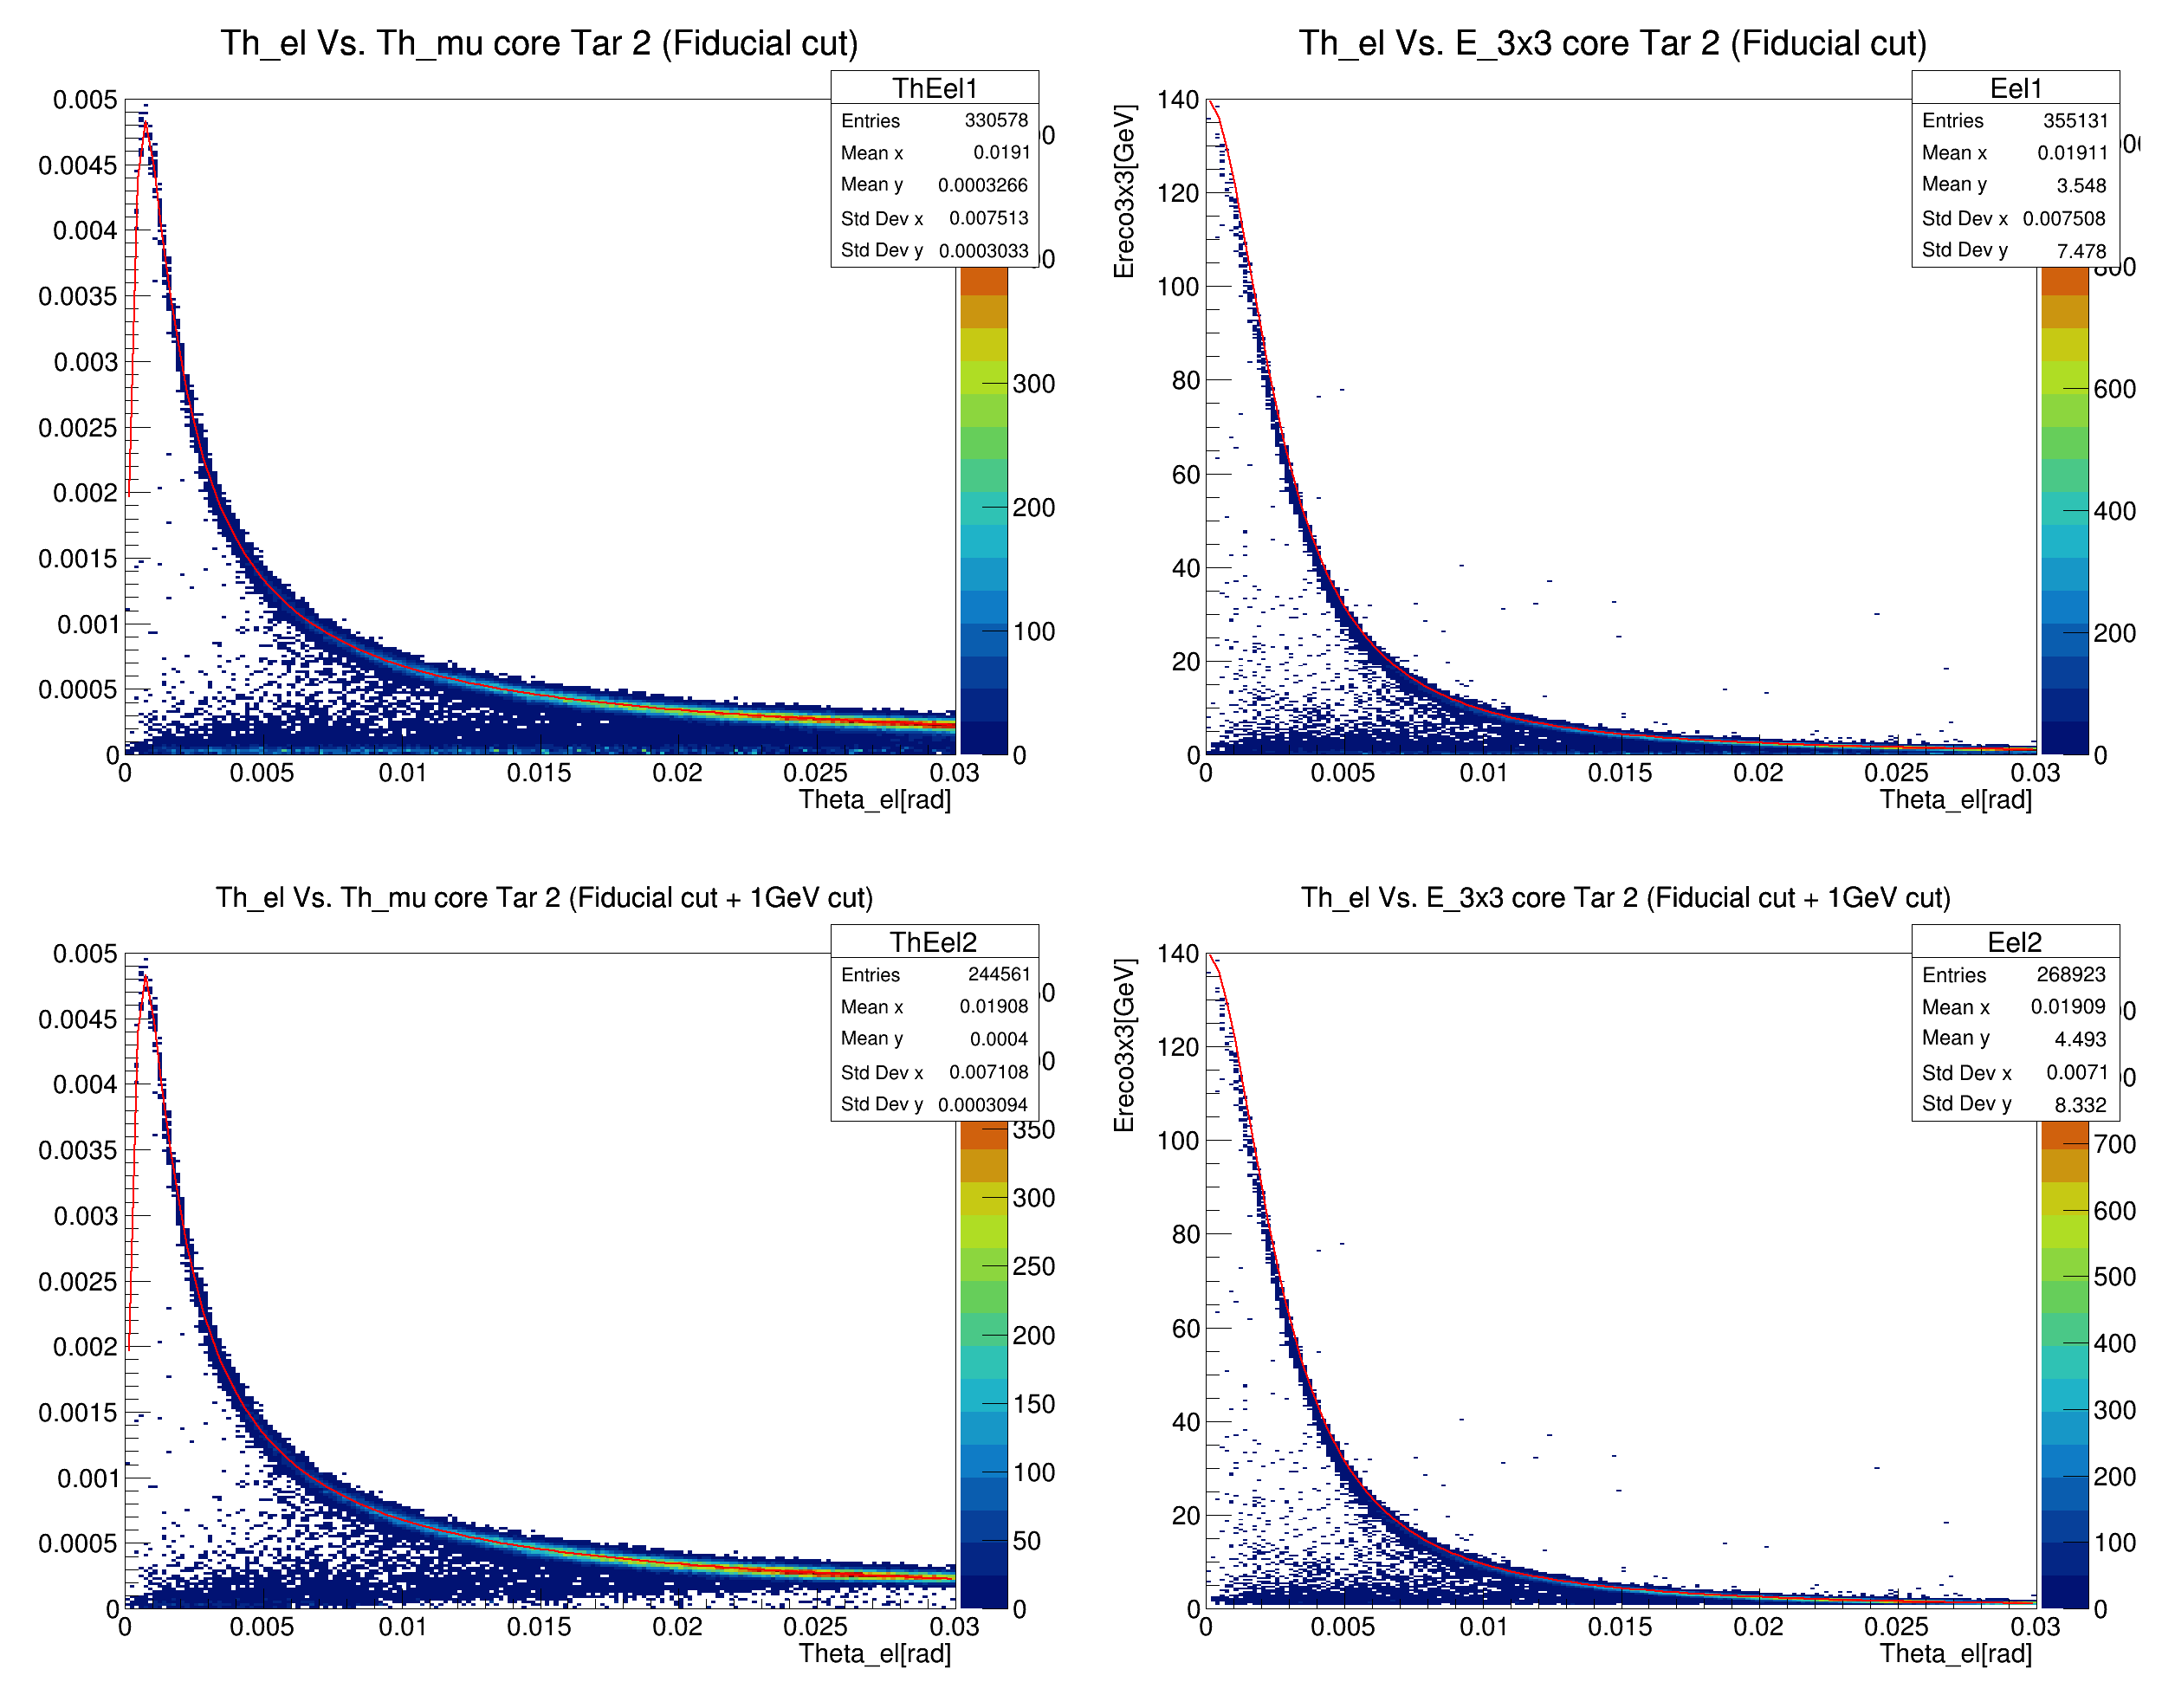 Th_el Vs. Th_mu core Tar 2 (Fiducial cut)
ThEel1
Entries 330578
Mean x 0.0191
Mean y 0.0003266
Std Dev x 0.007513
Std Dev y 0.0003033
0.005
0.0045
0.004
0.0035
0.003
0.0025
0.002
0.0015
0.001
0.0005
0
0 0.005 0.01 0.015 0.02 0.025 0.03
Theta_el[rad]
300
200
100
0
Th_el Vs. E_3x3 core Tar 2 (Fiducial cut)
Eel1
Entries 355131
Mean x 0.01911
Mean y 3.548
Std Dev x 0.007508
Std Dev y 7.478
Ereco3x3[GeV]
140
120
100
80
60
40
20
0
0 0.005 0.01 0.015 0.02 0.025 0.03
Theta_el[rad]
800
600
400
200
0
Th_el Vs. Th_mu core Tar 2 (Fiducial cut + 1GeV cut)
ThEel2
Entries 244561
Mean x 0.01908
Mean y 0.0004
Std Dev x 0.007108
Std Dev y 0.0003094
0.005
0.0045
0.004
0.0035
0.003
0.0025
0.002
0.0015
0.001
0.0005
0
0 0.005 0.01 0.015 0.02 0.025 0.03
Theta_el[rad]
350
300
250
200
150
100
50
0
Th_el Vs. E_3x3 core Tar 2 (Fiducial cut + 1GeV cut)
Eel2
Entries 268923
Mean x 0.01909
Mean y 4.493
Std Dev x 0.0071
Std Dev y 8.332
Ereco3x3[GeV]
140
120
100
80
60
40
20
0
0 0.005 0.01 0.015 0.02 0.025 0.03
Theta_el[rad]
700
600
500
400
300
200
100
0